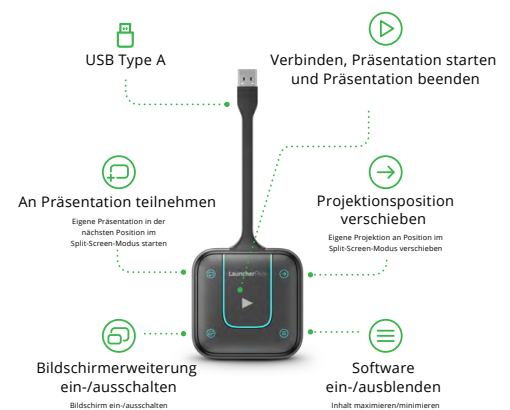 USB Type A
Verbinden, Präsentation starten
und Präsentation beenden
An Präsentation teilnehmen
Eigene Präsentation in der
nächsten Position im
Split-Screen-Modus starten
Projektionsposition
verschieben
Eigene Projektion an Position im
Split-Screen-Modus verschieben
Launcher
Bildschirmerweiterung
ein-/ausschalten
Bildschirm ein-/ausschalten
Software
ein-/ausblenden
Inhalt maximieren/minimieren